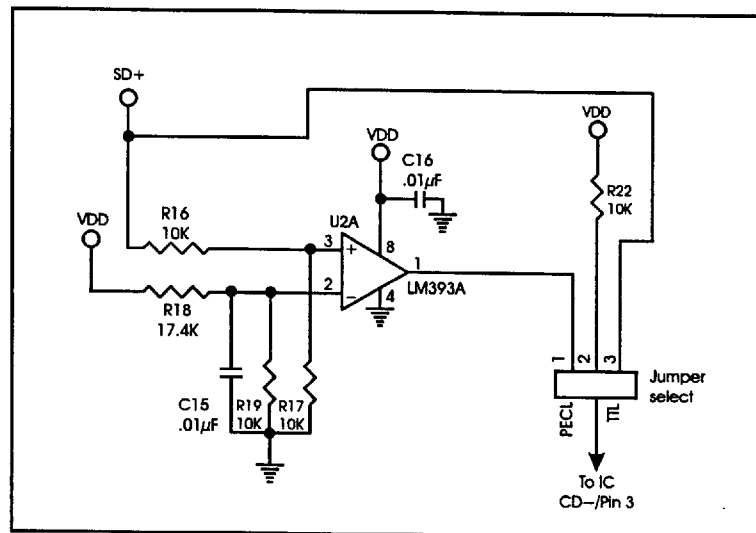 SD+
VDD
C16
.01μF
VDD
R22
10K
VDD
R16
10K
U2A
3
+
8
1
2
−
4
LM393A
R18
17.4K
C15
.01μF
R19
10K
R17
10K
1
2
3
PECL
TTL
Jumper
select
To IC
CD−/Pin 3